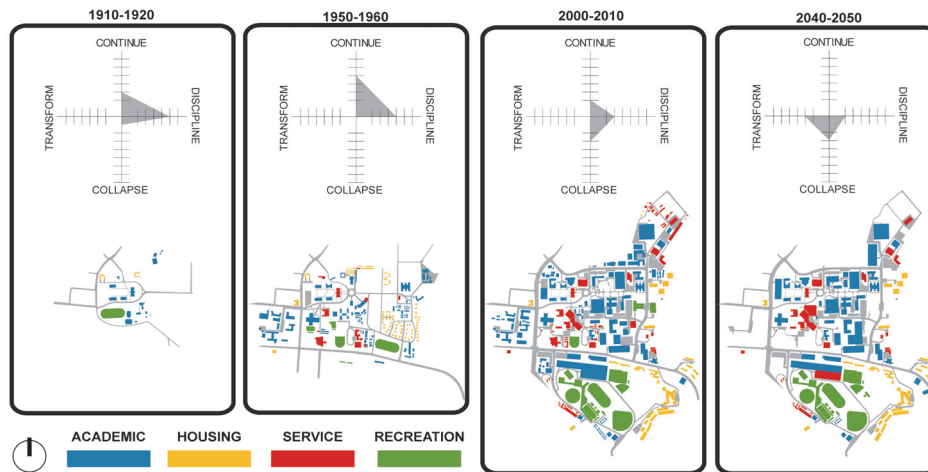 1910-1920
CONTINUE
TRANSFORM
DISCIPLINE
COLLAPSE
1950-1960
CONTINUE
TRANSFORM
DISCIPLINE
COLLAPSE
2000-2010
CONTINUE
TRANSFORM
DISCIPLINE
COLLAPSE
2040-2050
CONTINUE
TRANSFORM
DISCIPLINE
COLLAPSE
ACADEMIC
HOUSING
SERVICE
RECREATION